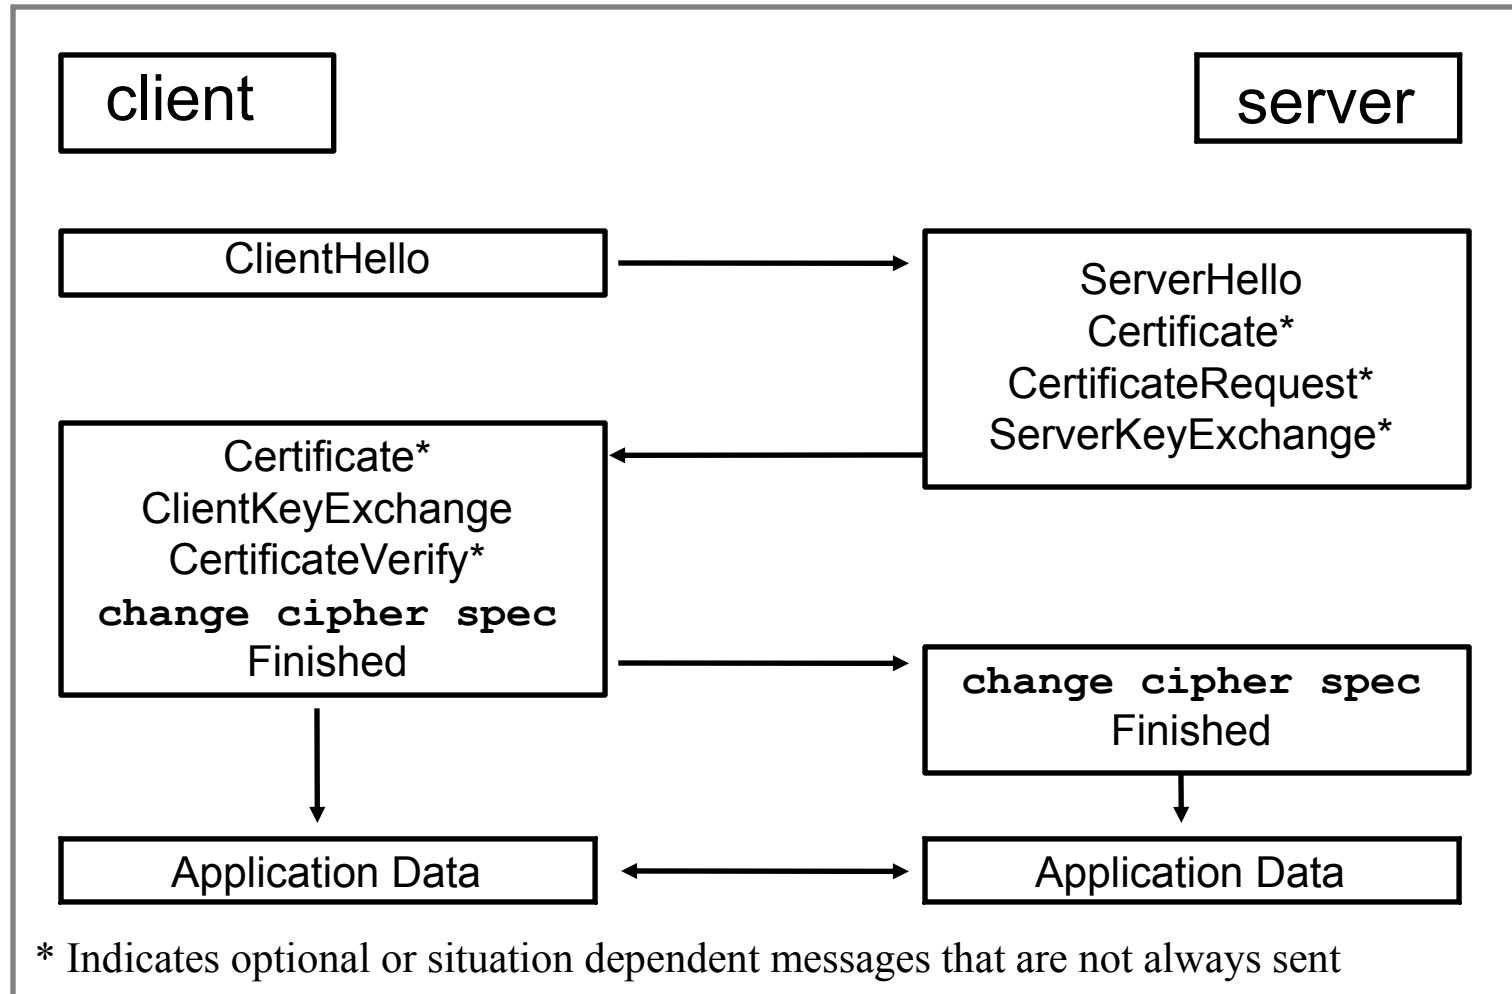 client
server
ClientHello
ServerHello
Certificate*
CertificateRequest*
ServerKeyExchange*
Certificate*
ClientKeyExchange
CertificateVerify*
change cipher spec
Finished
change cipher spec
Finished
Application Data
Application Data
* Indicates optional or situation dependent messages that are not always sent